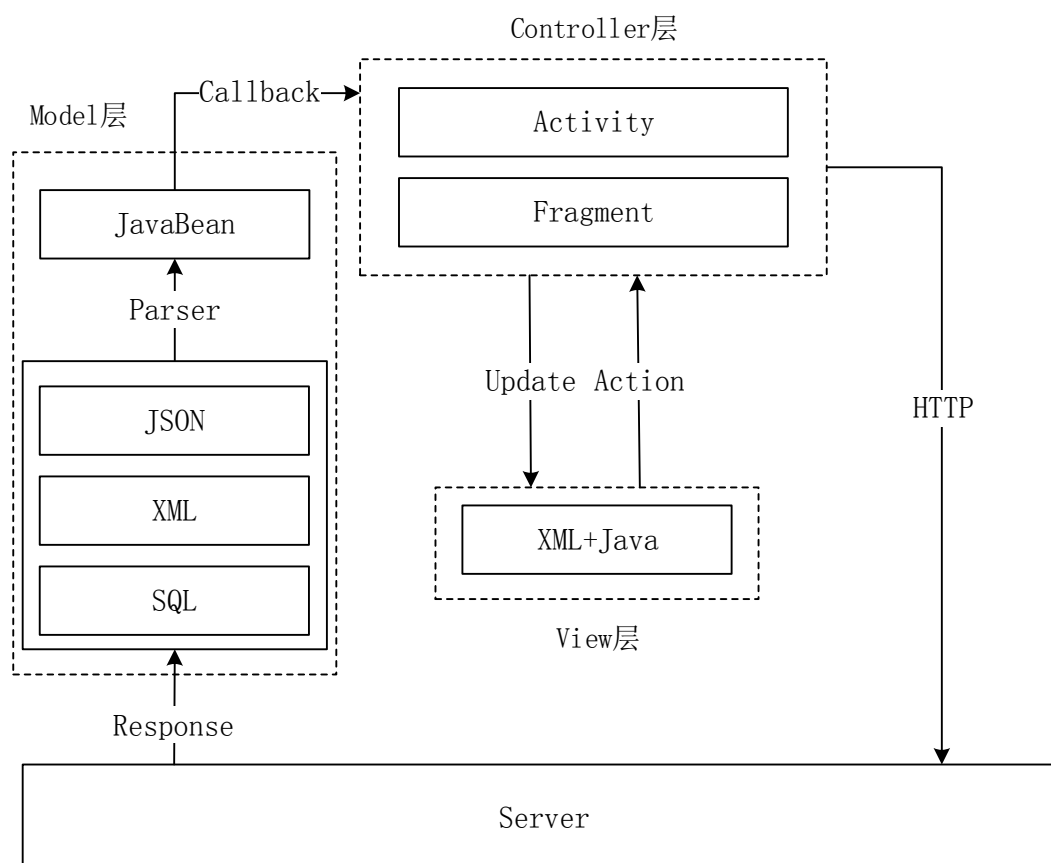 Controller层
Callback
Activity
Model层
JavaBean
Fragment
Parser
Update
Action
JSON
HTTP
XML
XML+Java
SQL
View层
Response
Server